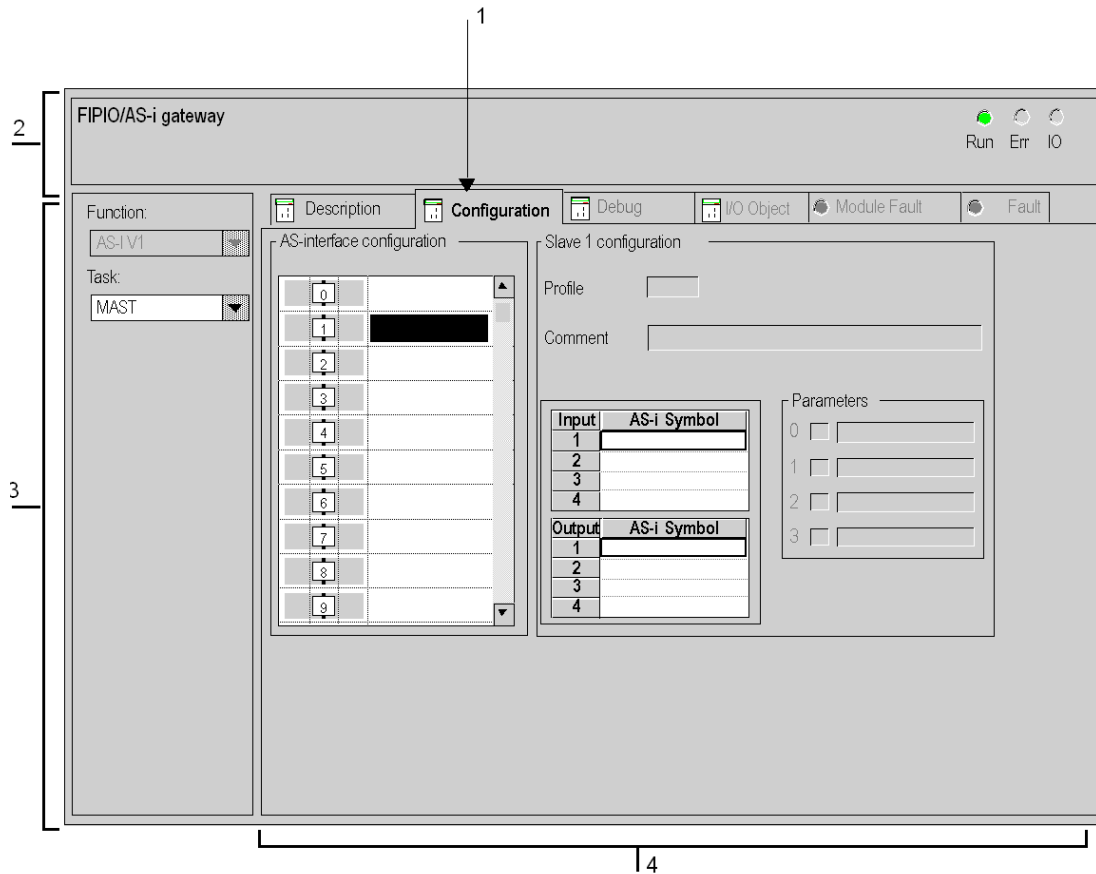 1
2
FIPIO/AS-i gateway
Run Err IO
3
Function:
AS-I V1
Task:
MAST
Description Configuration Debug I/O Object Module Fault Fault
AS-interface configuration
0
1
2
3
4
5
6
7
8
9
Slave 1 configuration
Profile
Comment
Input AS-i Symbol
1
2
3
4
Output AS-i Symbol
1
2
3
4
Parameters
0
1
2
3
4